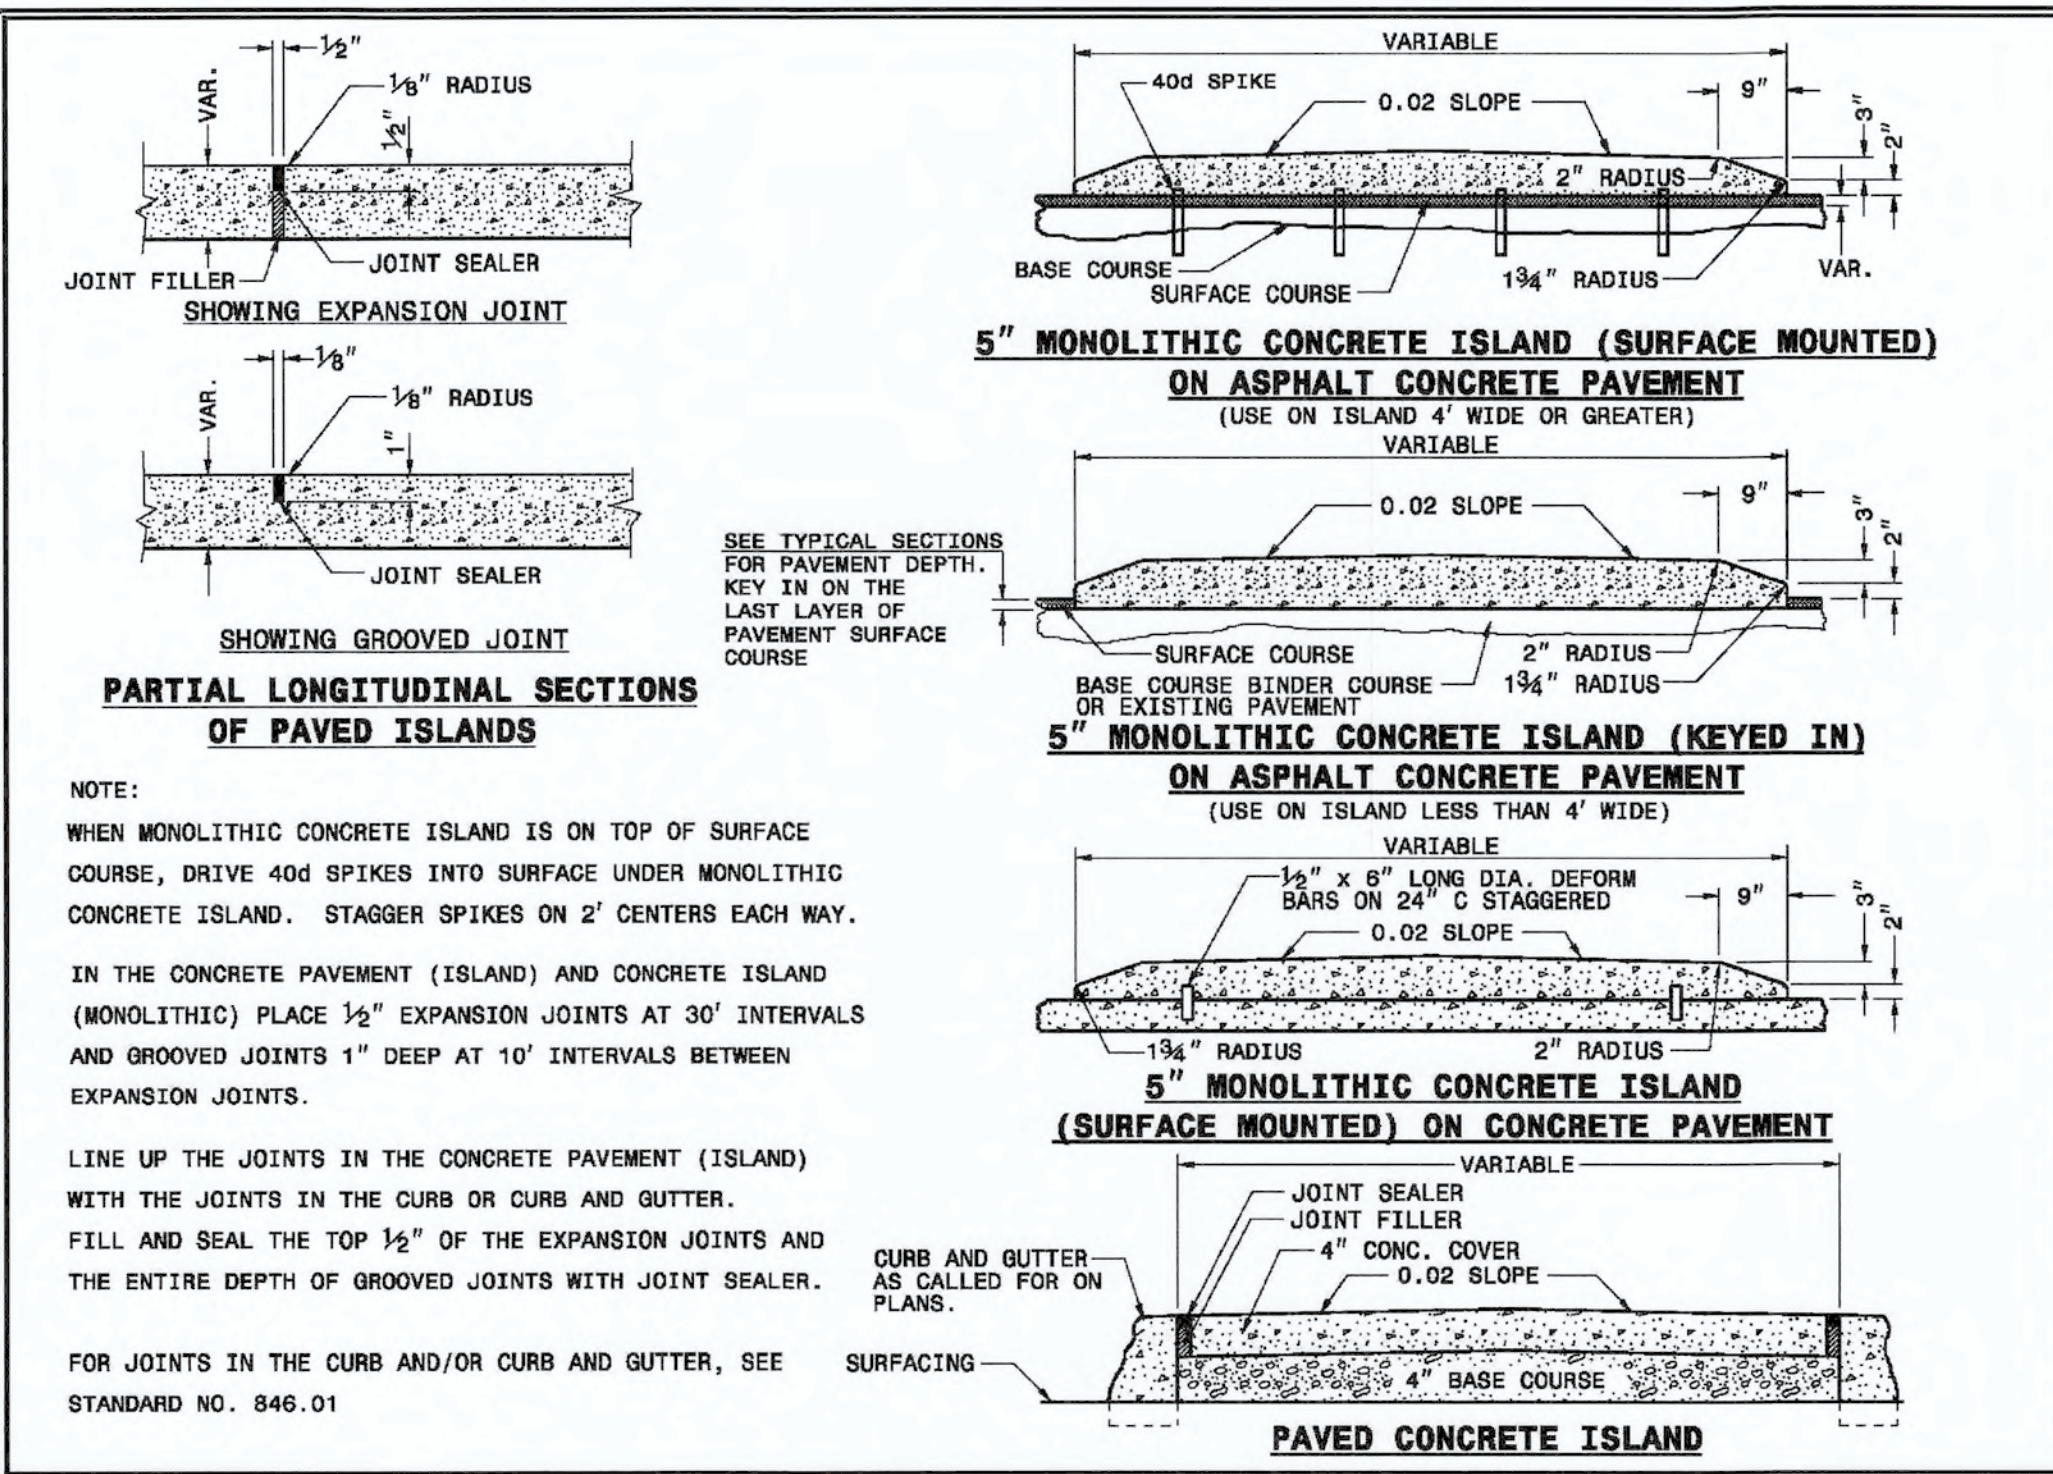 1/2"
1/8" RADIUS
VAR.
1/2"
JOINT SEALER
JOINT FILLER
SHOWING EXPANSION JOINT
1/8"
1/8" RADIUS
VAR.
1"
JOINT SEALER
SHOWING GROOVED JOINT
PARTIAL LONGITUDINAL SECTIONS
OF PAVED ISLANDS
NOTE:
WHEN MONOLITHIC CONCRETE ISLAND IS ON TOP OF SURFACE
COURSE, DRIVE 40d SPIKES INTO SURFACE UNDER MONOLITHIC
CONCRETE ISLAND. STAGGER SPIKES ON 2' CENTERS EACH WAY.
IN THE CONCRETE PAVEMENT (ISLAND) AND CONCRETE ISLAND
(MONOLITHIC) PLACE 1/2" EXPANSION JOINTS AT 30' INTERVALS
AND GROOVED JOINTS 1" DEEP AT 10' INTERVALS BETWEEN
EXPANSION JOINTS.
LINE UP THE JOINTS IN THE CONCRETE PAVEMENT (ISLAND)
WITH THE JOINTS IN THE CURB OR CURB AND GUTTER.
FILL AND SEAL THE TOP 1/2" OF THE EXPANSION JOINTS AND
THE ENTIRE DEPTH OF GROOVED JOINTS WITH JOINT SEALER.
FOR JOINTS IN THE CURB AND/OR CURB AND GUTTER, SEE
STANDARD NO. 846.01
VARIABLE
40d SPIKE
0.02 SLOPE
9"
3"
2"
2" RADIUS
BASE COURSE
SURFACE COURSE
1 3/4" RADIUS
VAR.
5" MONOLITHIC CONCRETE ISLAND (SURFACE MOUNTED)
ON ASPHALT CONCRETE PAVEMENT
(USE ON ISLAND 4' WIDE OR GREATER)
VARIABLE
0.02 SLOPE
9"
3"
2"
SEE TYPICAL SECTIONS
FOR PAVEMENT DEPTH.
KEY IN ON THE
LAST LAYER OF
PAVEMENT SURFACE
COURSE
SURFACE COURSE
2" RADIUS
BASE COURSE BINDER COURSE
OR EXISTING PAVEMENT
1 3/4" RADIUS
5" MONOLITHIC CONCRETE ISLAND (KEYED IN)
ON ASPHALT CONCRETE PAVEMENT
(USE ON ISLAND LESS THAN 4' WIDE)
VARIABLE
1/2" X 6" LONG DIA. DEFORM
BARS ON 24" C STAGGERED
0.02 SLOPE
9"
3"
2"
1 3/4" RADIUS
2" RADIUS
5" MONOLITHIC CONCRETE ISLAND
(SURFACE MOUNTED) ON CONCRETE PAVEMENT
VARIABLE
JOINT SEALER
JOINT FILLER
4" CONC. COVER
0.02 SLOPE
CURB AND GUTTER
AS CALLED FOR ON
PLANS.
SURFACING
4" BASE COURSE
PAVED CONCRETE ISLAND